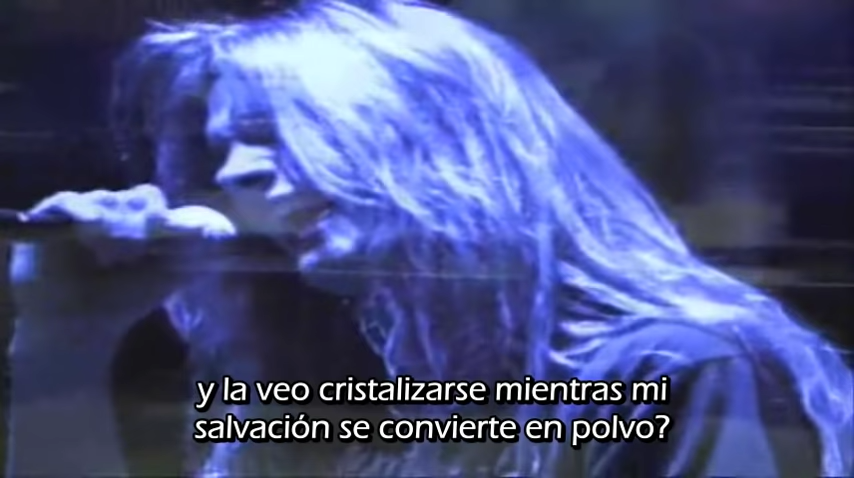 y la veo cristalizarse mientras mi
salvación se convierte en polvo?